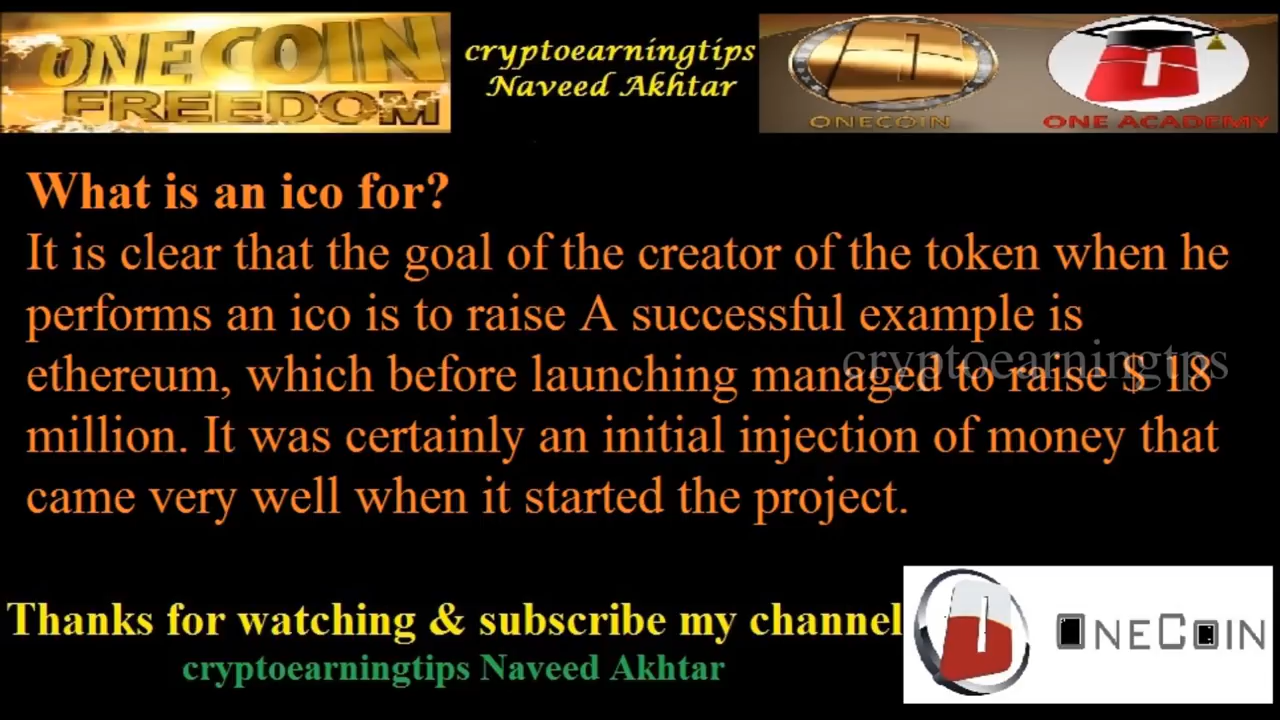 ONE COIN
FREEDOM
cryptoearningtips
Naveed Akhtar
ONECOIN
ONE ACADEMY
What is an ico for?
It is clear that the goal of the creator of the token when he
performs an ico is to raise A successful example is
ethereum, which before launching managed to raise $ 18
million. It was certainly an initial injection of money that
came very well when it started the project.
cryptoearningtps
Thanks for watching & subscribe my channel
cryptoearningtips Naveed Akhtar
ONECOIN